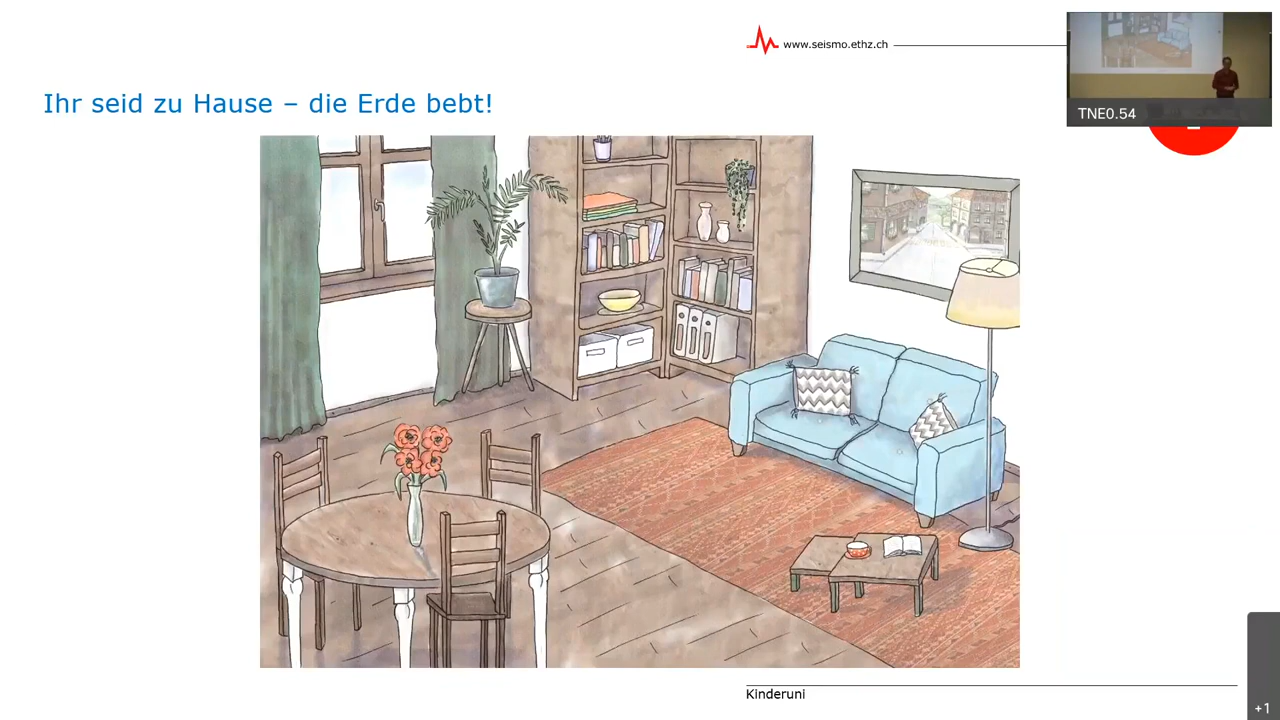 www.seismo.ethz.ch
TNE0.54
Ihr seid zu Hause – die Erde bebt!
Kinderuni
+1